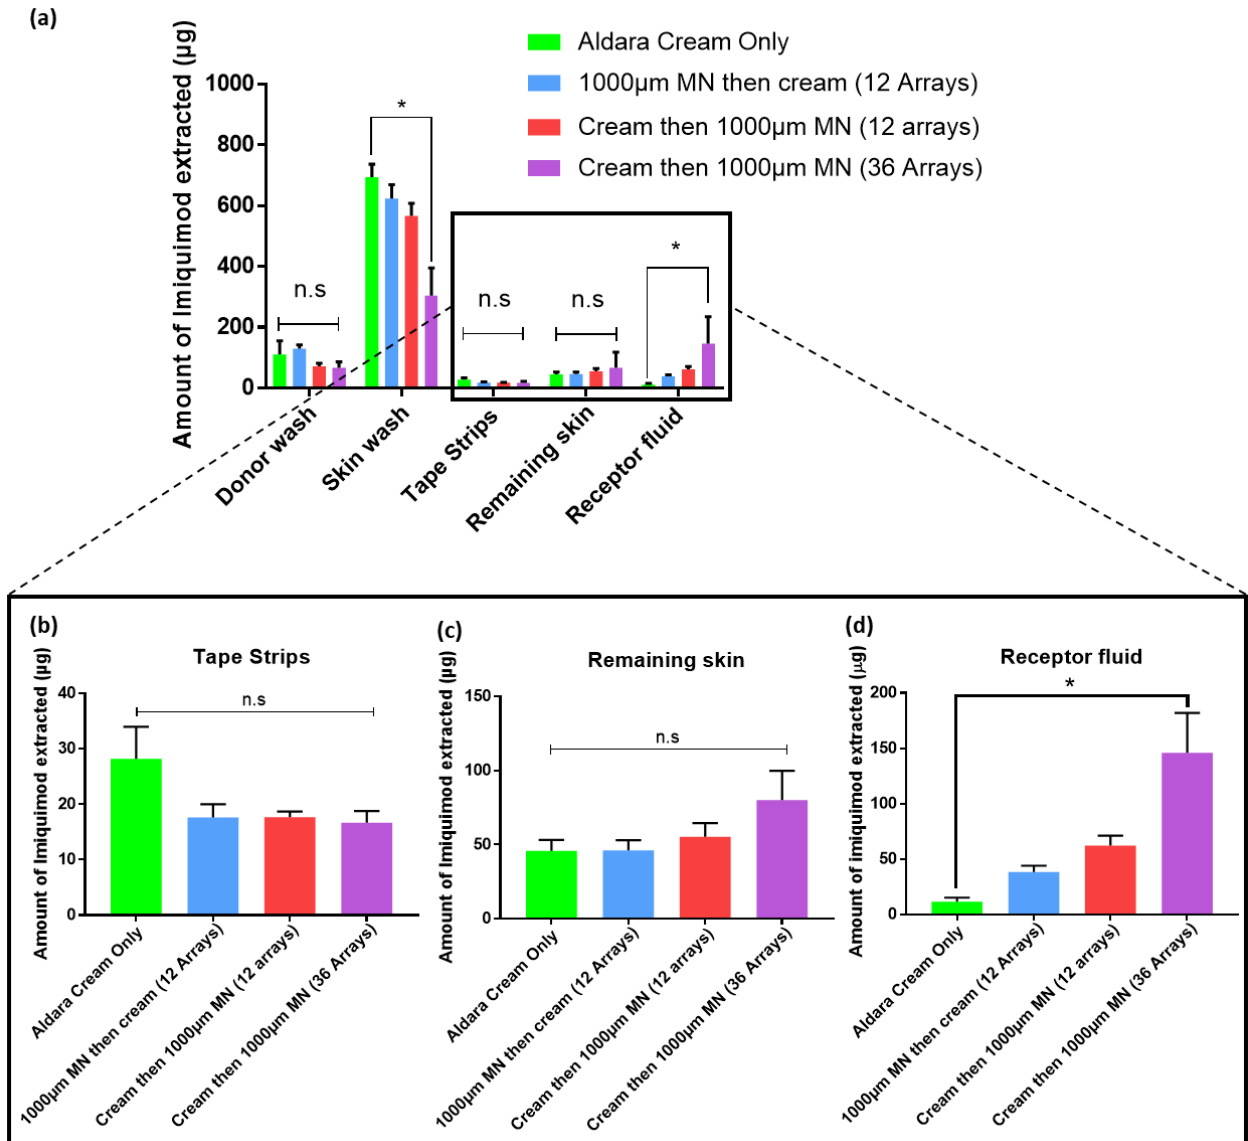 (a)
Amount of Imiquimod extracted (µg)
1000
800
600
400
200
0
Aldara Cream Only
1000µm MN then cream (12 Arrays)
Cream then 1000µm MN (12 arrays)
Cream then 1000µm MN (36 Arrays)
n.s
*
n.s
n.s
*
Donor wash
Skin wash
Tape Strips
Remaining skin
Receptor fluid
(b)
Tape Strips
Amount of Imiquimod extracted (µg)
40
30
20
10
0
n.s
Aldara Cream Only
1000µm MN then cream (12 Arrays)
Cream then 1000µm MN (12 arrays)
Cream then 1000µm MN (36 Arrays)
(c)
Remaining skin
Amount of Imiquimod extracted (µg)
150
100
50
0
n.s
Aldara Cream Only
1000µm MN then cream (12 Arrays)
Cream then 1000µm MN (12 arrays)
Cream then 1000µm MN (36 Arrays)
(d)
Receptor fluid
Amount of imiquimod extracted (µg)
200
150
100
50
0
*
Aldara Cream Only
1000µm MN then cream (12 Arrays)
Cream then 1000µm MN (12 arrays)
Cream then 1000µm MN (36 Arrays)